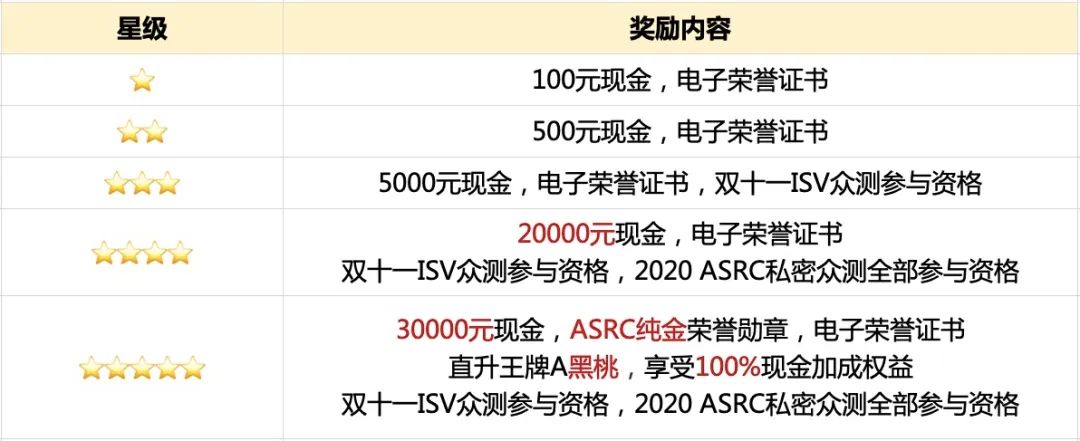 星级 奖励内容
⭐ 100元现金，电子荣誉证书
⭐⭐ 500元现金，电子荣誉证书
⭐⭐⭐ 5000元现金，电子荣誉证书，双十一ISV众测参与资格
⭐⭐⭐⭐ 20000元现金，电子荣誉证书
双十一ISV众测参与资格，2020 ASRC私密众测全部参与资格
⭐⭐⭐⭐⭐ 30000元现金，ASRC纯金荣誉勋章，电子荣誉证书
直升王牌A黑桃，享受100%现金加成权益
双十一ISV众测参与资格，2020 ASRC私密众测全部参与资格